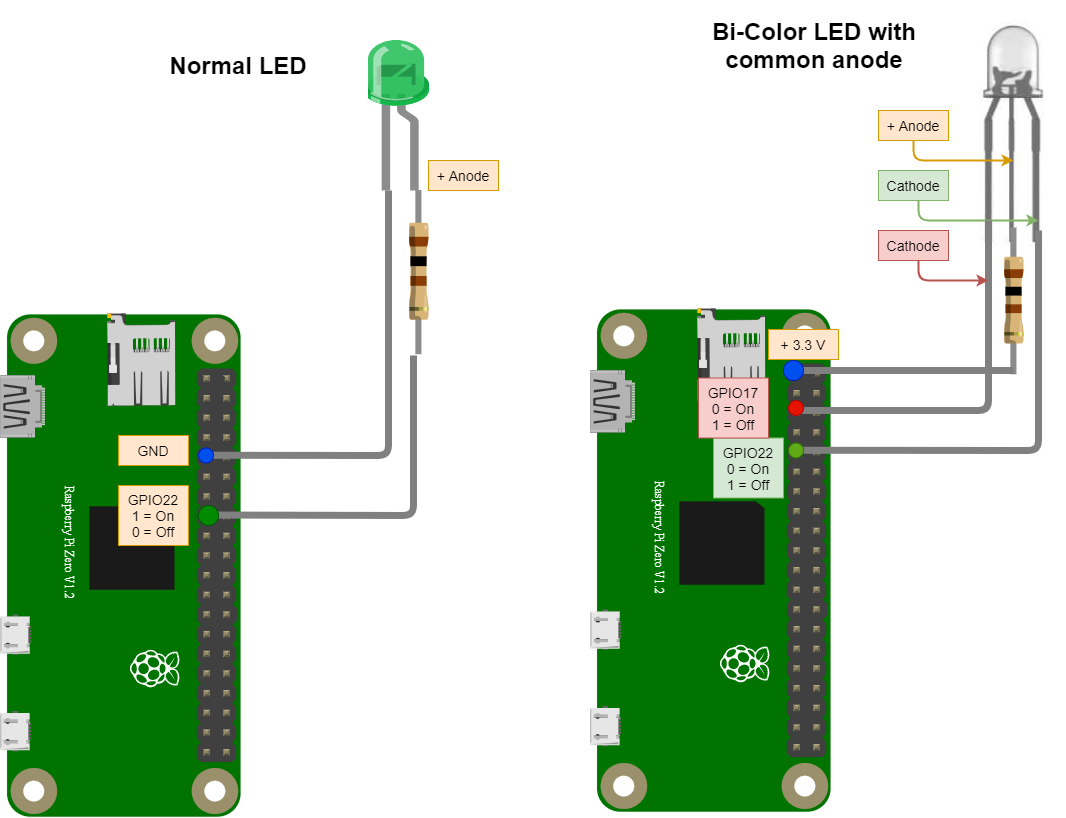 Normal LED
+ Anode
GND
GPIO22
1 = On
0 = Off
Raspberry Pi Zero V1.2
Bi-Color LED with
common anode
+ Anode
Cathode
Cathode
+ 3.3 V
GPIO17
0 = On
1 = Off
GPIO22
0 = On
1 = Off
Raspberry Pi Zero V1.2